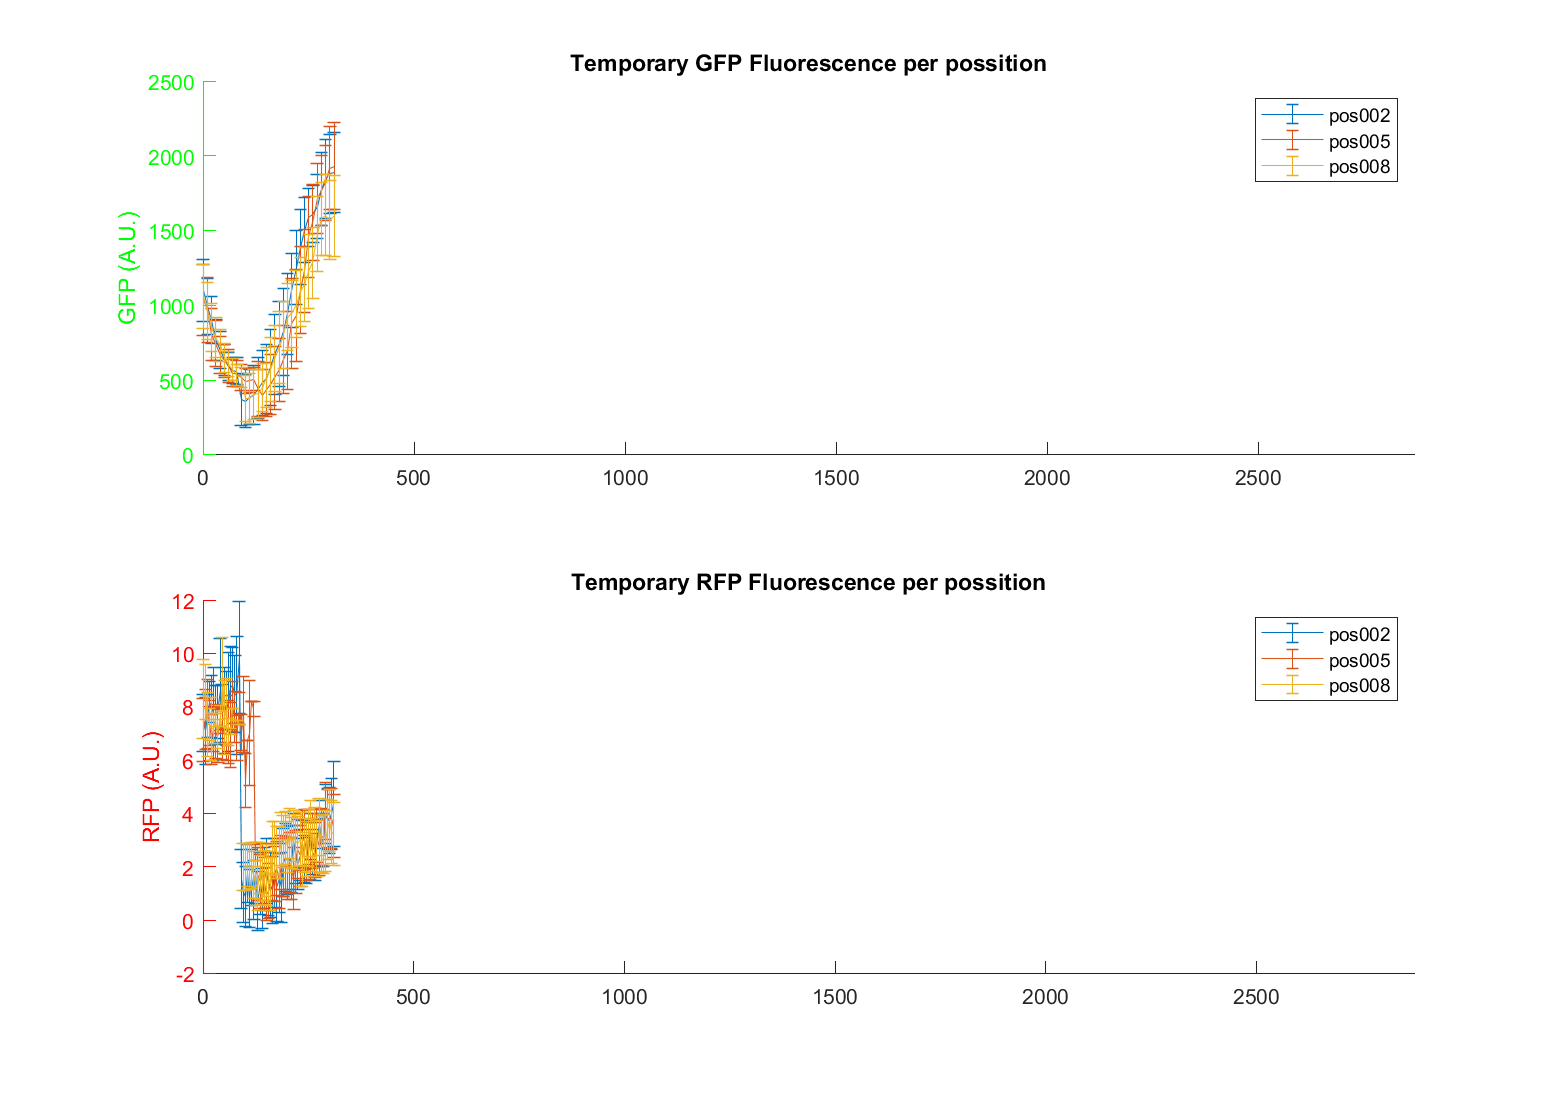 Temporary GFP Fluorescence per possition
2500
2000
1500
1000
500
0
GFP (A.U.)
0 500 1000 1500 2000 2500
pos002
pos005
pos008
Temporary RFP Fluorescence per possition
12
10
8
6
4
2
0
-2
RFP (A.U.)
0 500 1000 1500 2000 2500
pos002
pos005
pos008